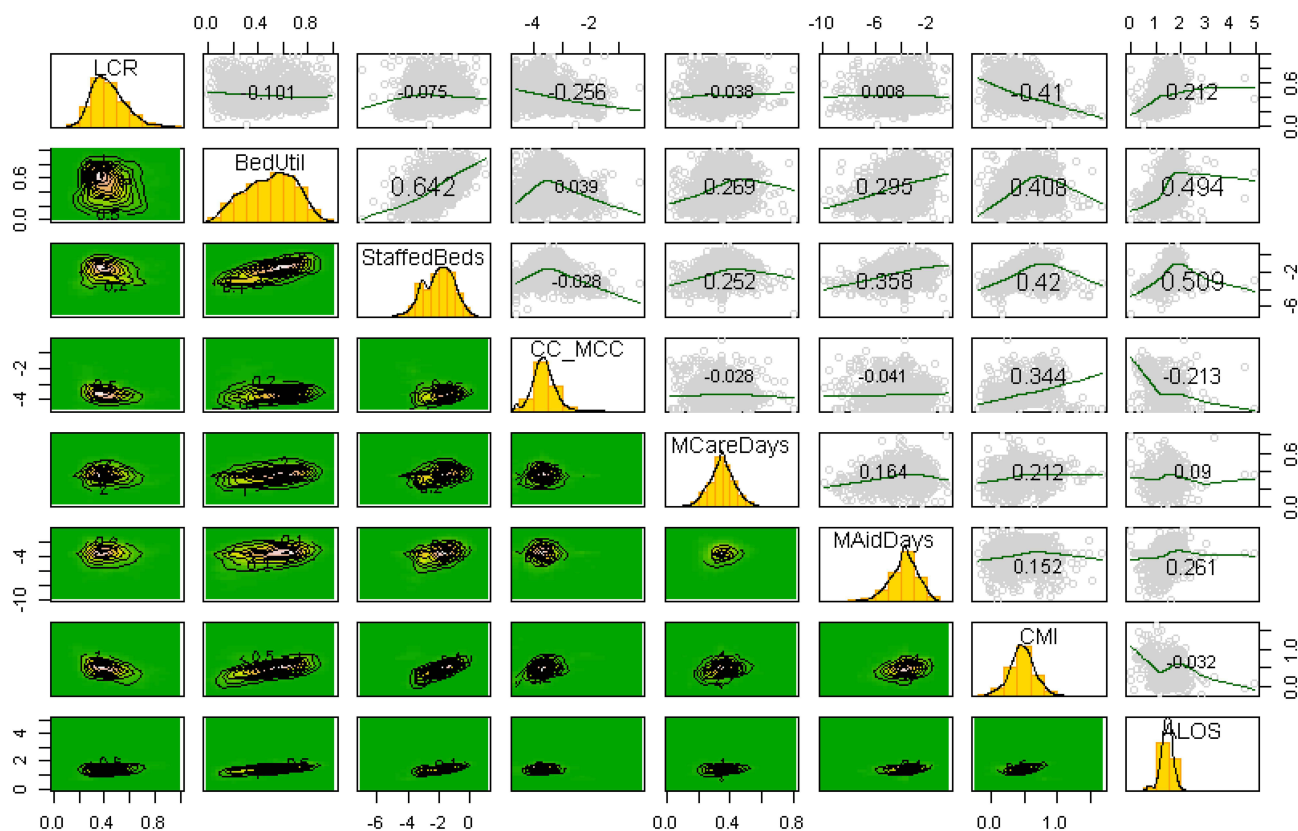 0.0 0.4 0.8 -4 -2 -10 -6 -2 0 1 2 3 4 5
LCR -0.101 -0.075 -0.256 -0.038 0.008 -0.41 0.212 0.0 0.6
0.0 0.6 BedUtil 0.642 0.039 0.269 0.295 0.408 0.494
StaffedBeds -0.028 0.252 0.358 0.42 0.509 -6 -2
-4 -2 CC_MCC -0.028 -0.041 0.344 -0.213
MCareDays 0.164 0.212 0.09 0.0 0.6
-10 -4 MAidDays 0.152 0.261
CMI -0.032 0.0 1.0
0 2 4 ALOS
0.0 0.4 0.8 -6 -4 -2 0 0.0 0.4 0.8 0.0 1.0